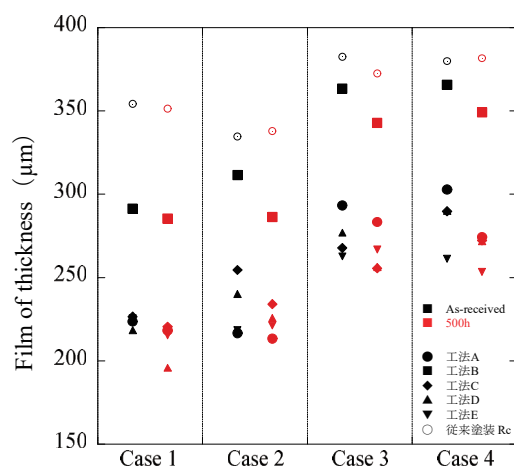 400
350
300
250
200
150
Film of thickness (μm)
As-received
500h
工法A
工法B
工法C
工法D
工法E
従来塗装 Rc
Case 1
Case 2
Case 3
Case 4